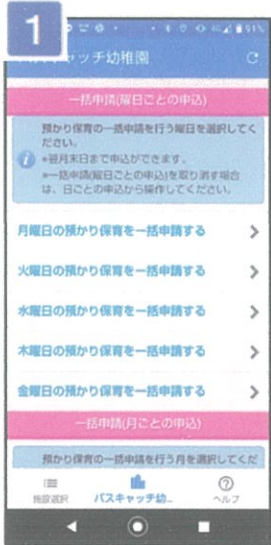 1
4G 91%
バスキャッチ幼稚園
一括申請(曜日ごとの申込)
預かり保育の一括申請を行う曜日を選択してく
ださい。
※翌月末日まで申込ができます。
※一括申請(曜日ごとの申込)を取り消す場合
は、日ごとの申込から操作してください。
月曜日の預かり保育を一括申請する
火曜日の預かり保育を一括申請する
水曜日の預かり保育を一括申請する
木曜日の預かり保育を一括申請する
金曜日の預かり保育を一括申請する
一括申請(月ごとの申込)
預かり保育の一括申請を行う月を選択してくだ
施設選択
バスキャッチ幼...
ヘルプ